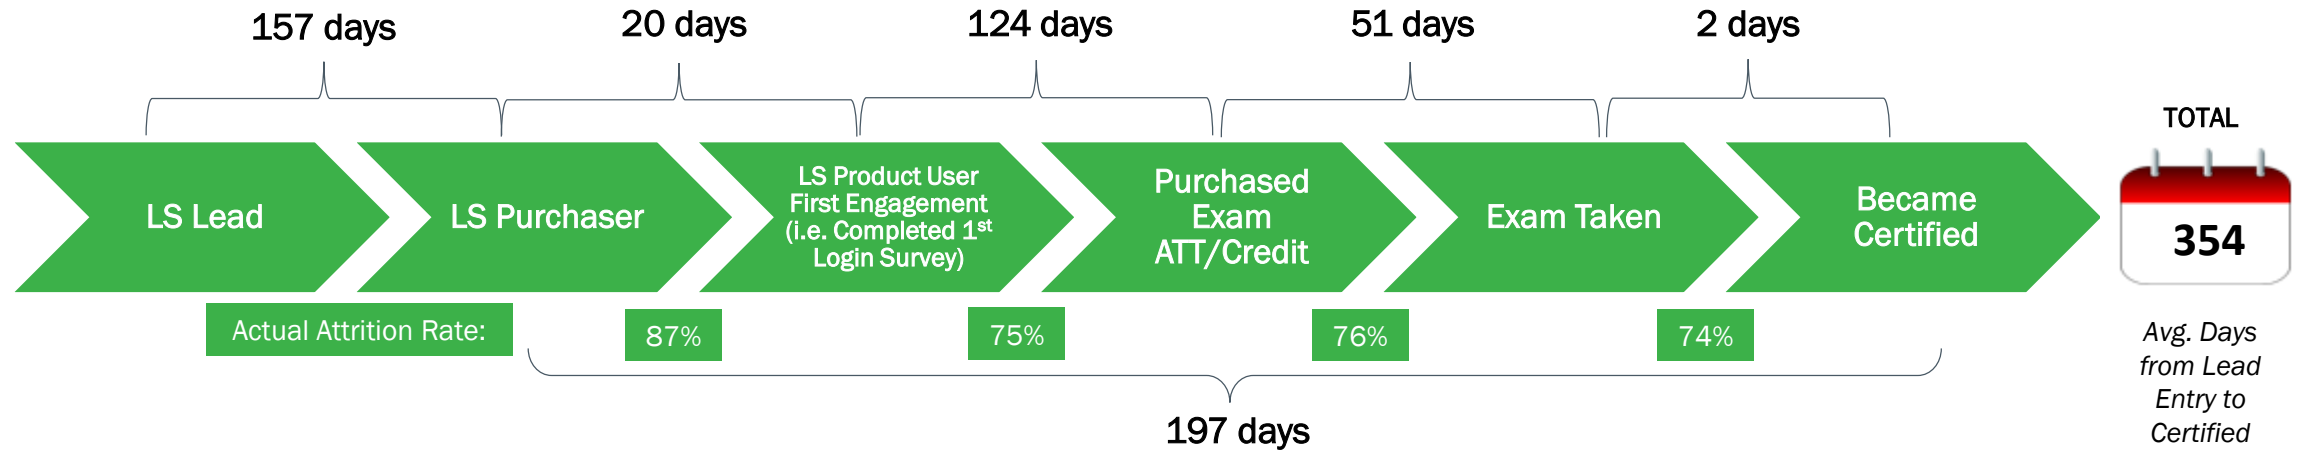 157 days
20 days
124 days
51 days
2 days
TOTAL
LS Lead
LS Purchaser
LS Product User
First Engagement
(i.e. Completed 1st
Login Survey)
Purchased
Exam
ATT/Credit
Exam Taken
Became
Certified
354
Actual Attrition Rate:
87%
75%
76%
74%
Avg. Days
from Lead
Entry to
Certified
197 days